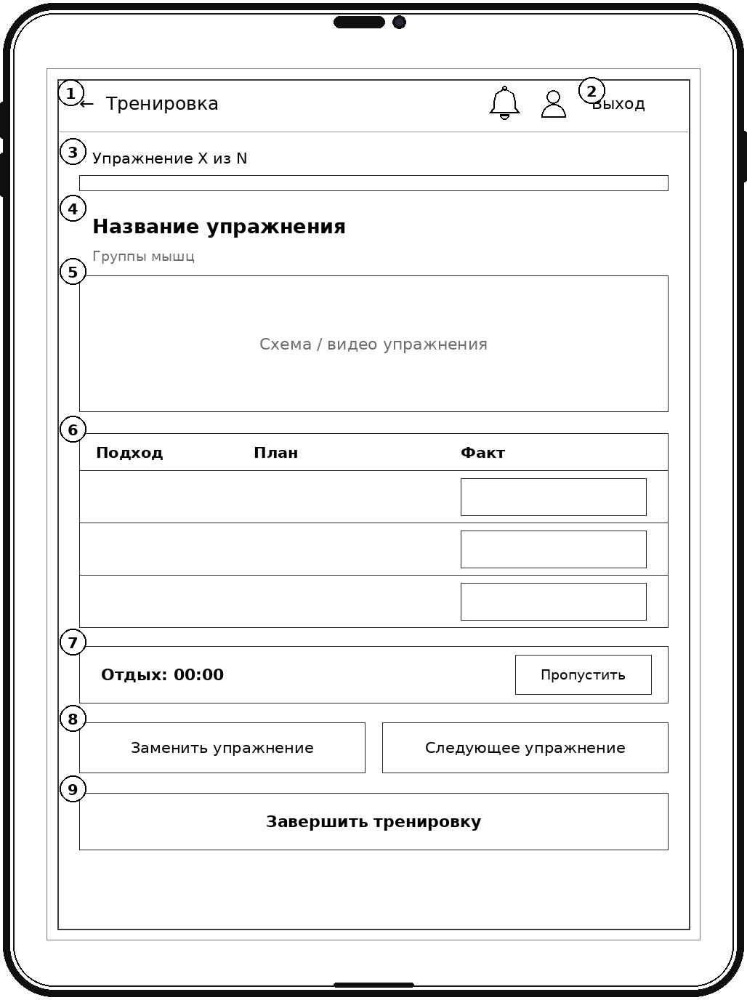 1 ← Тренировка 2 Выход
3 Упражнение X из N
4
Название упражнения
Группы мышц
5
Схема / видео упражнения
6
Подход План Факт
7
Отдых: 00:00 Пропустить
8
Заменить упражнение Следующее упражнение
9
Завершить тренировку